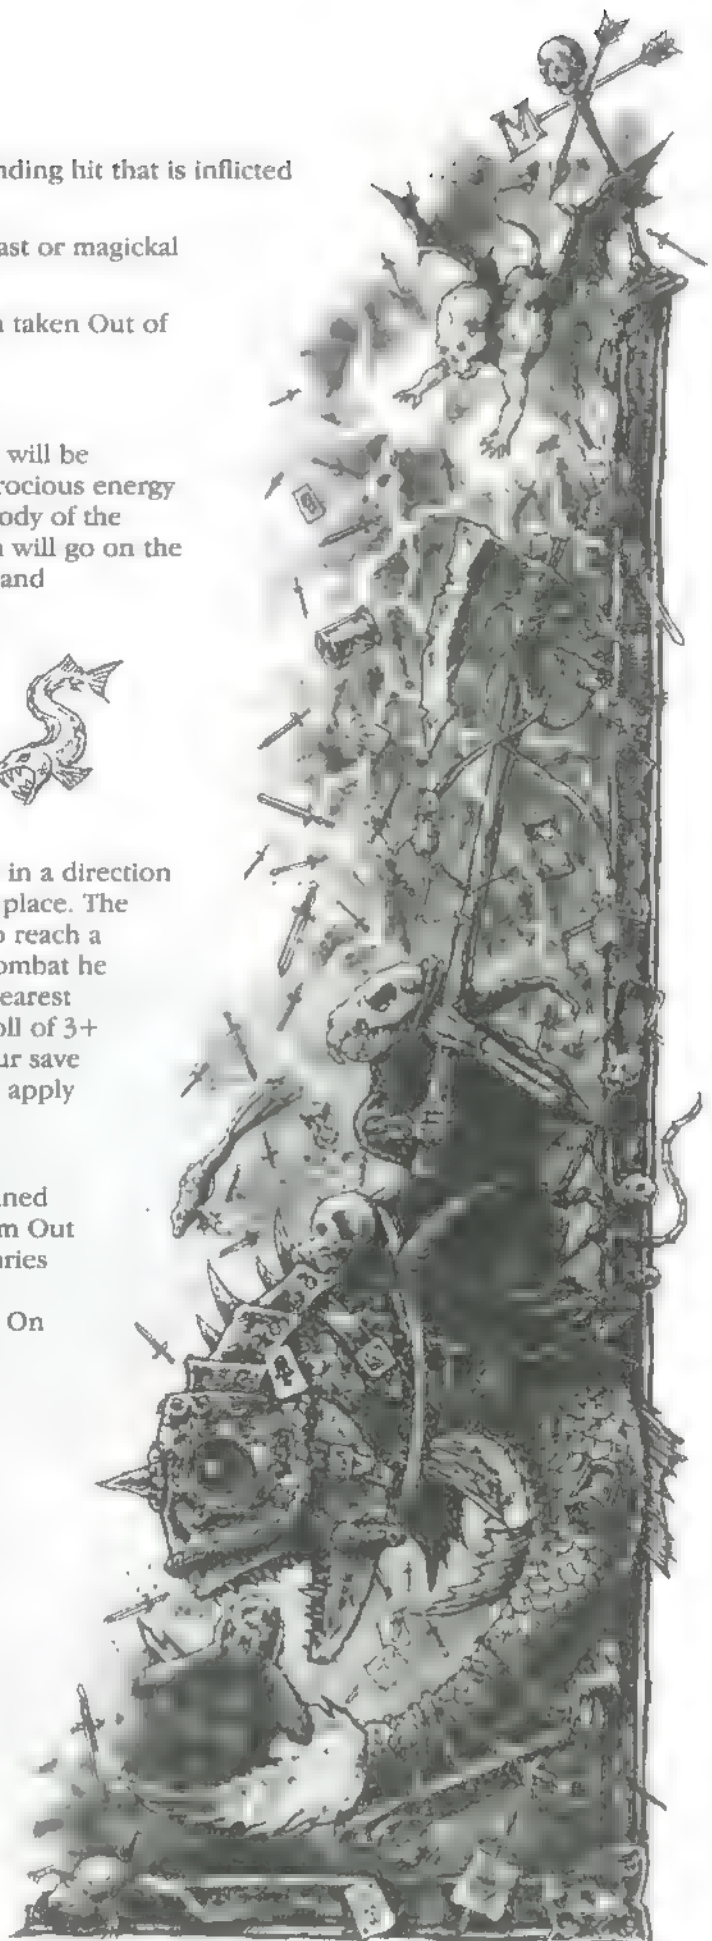 nding hit that is inflicted
ast or magickal
n taken Out of
will be
rocious energy
ody of the
n will go on the
and
in a direction
place. The
o reach a
ombat he
earest
oll of 3+
ur save
apply
ned
m Out
aries
On
M